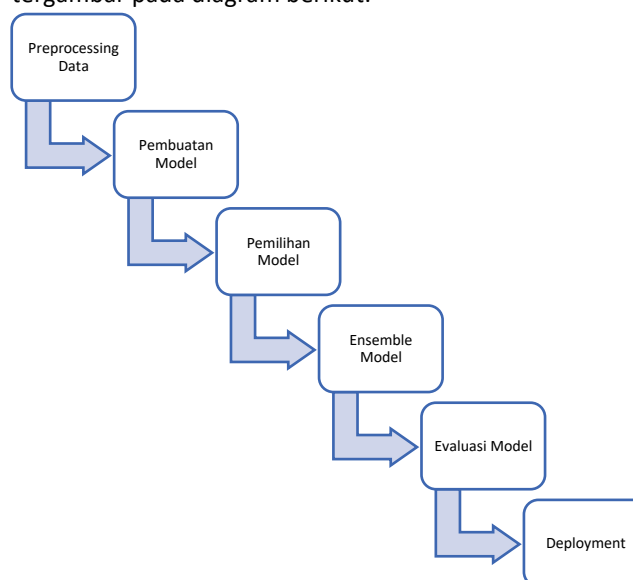 tergambar pada diagram berikut:
Preprocessing
Data
Pembuatan
Model
Pemilihan
Model
Ensemble
Model
Evaluasi Model
Deployment